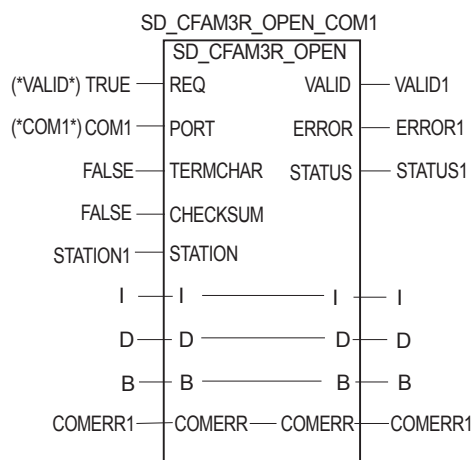 SD_CFAM3R_OPEN_COM1
SD_CFAM3R_OPEN
(*VALID*) TRUE REQ VALID VALID1
(*COM1*) COM1 PORT ERROR ERROR1
FALSE TERMCHAR STATUS STATUS1
FALSE CHECKSUM
STATION1 STATION
I I I I
D D D D
B B B B
COMERR1 COMERR COMERR COMERR1